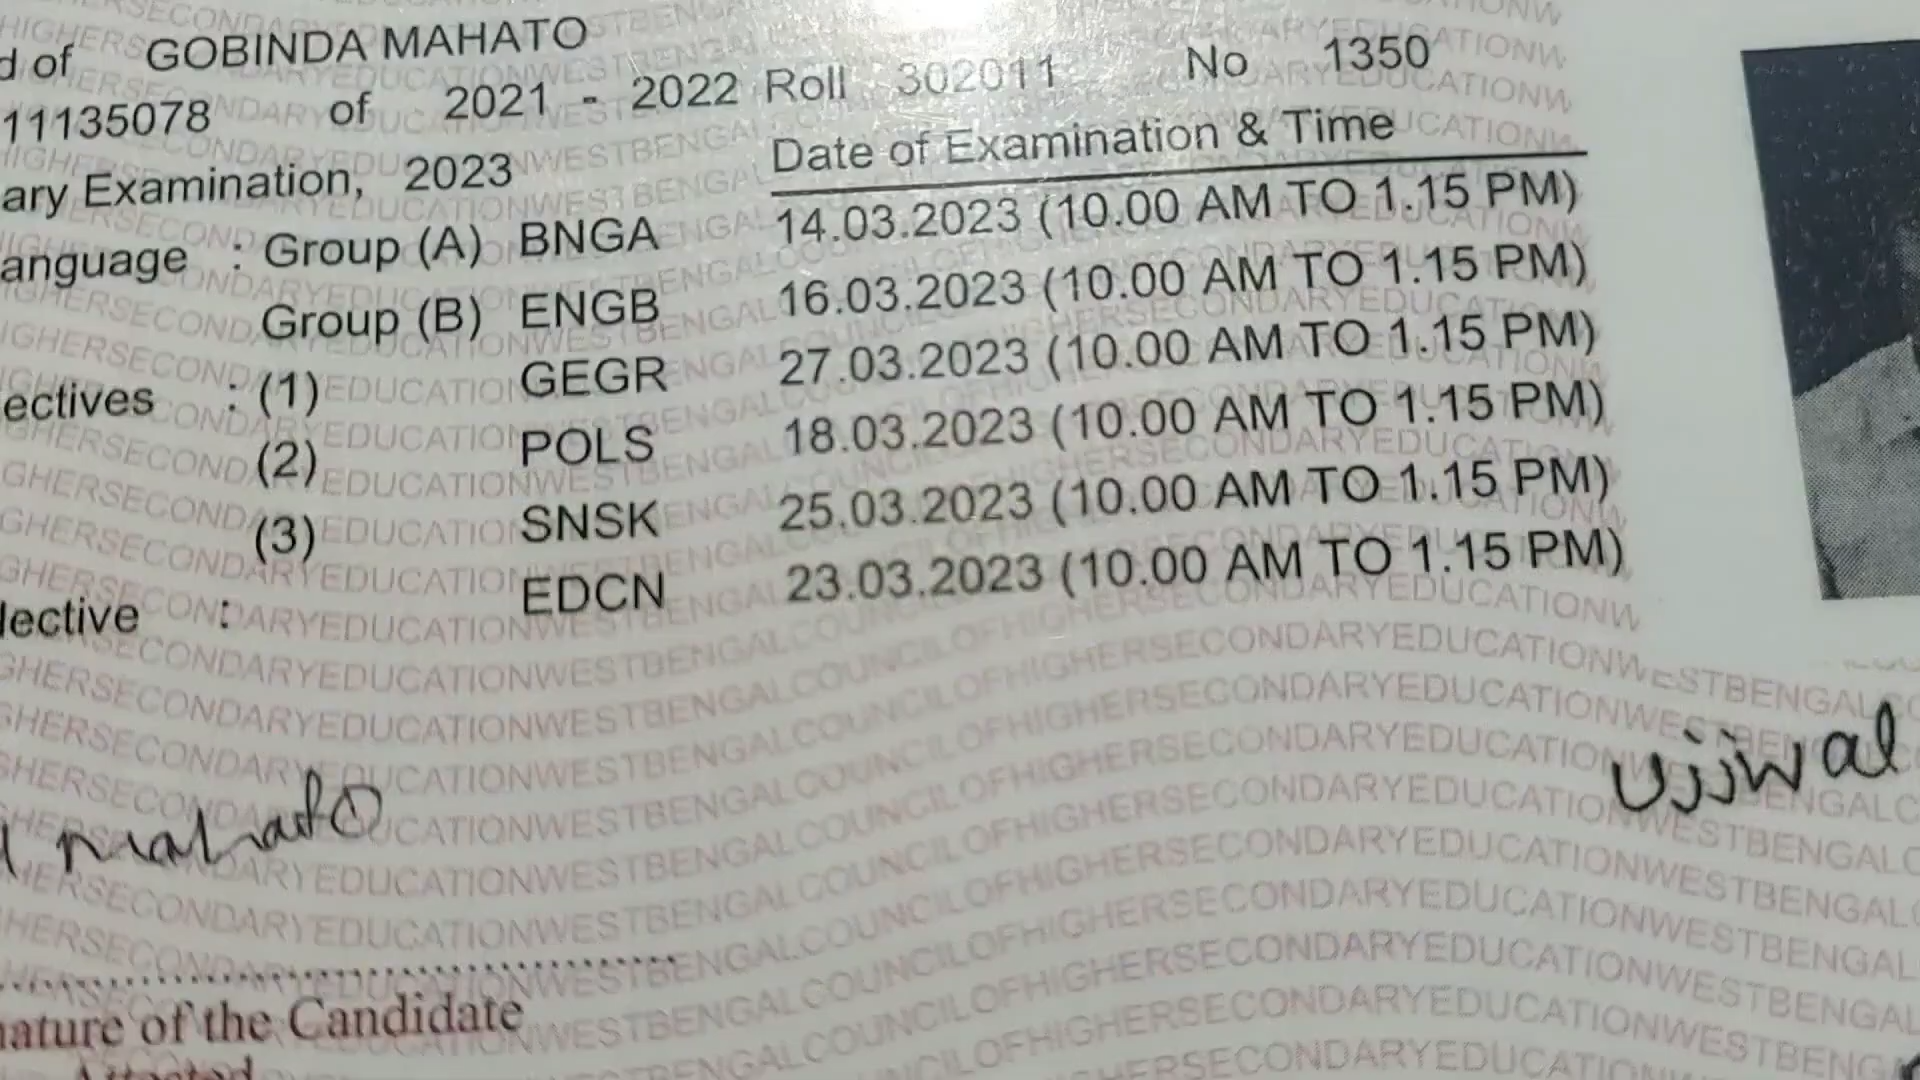 d of GOBINDA MAHATO
11135078 of 2021 - 2022 Roll 302011 No 1350
ary Examination, 2023 Date of Examination & Time
anguage : Group (A) BNGA 14.03.2023 (10.00 AM TO 1.15 PM)
Group (B) ENGB 16.03.2023 (10.00 AM TO 1.15 PM)
ectives : (1) GEGR 27.03.2023 (10.00 AM TO 1.15 PM)
(2) POLS 18.03.2023 (10.00 AM TO 1.15 PM)
(3) SNSK 25.03.2023 (10.00 AM TO 1.15 PM)
lective : EDCN 23.03.2023 (10.00 AM TO 1.15 PM)
ujjwal
mahato
nature of the Candidate
Attested
WESTBENGALCOUNCILOFHIGHERSECONDARYEDUCATION